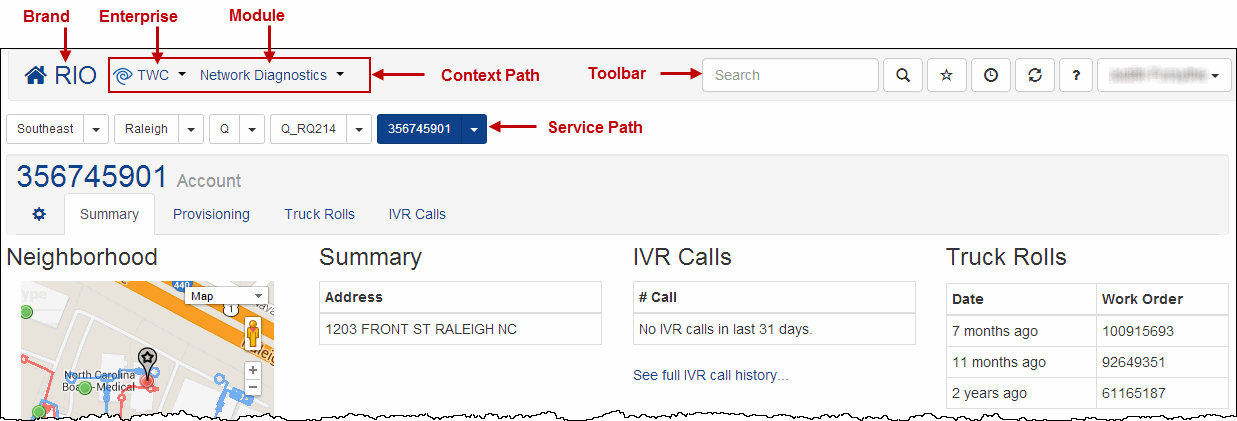 Brand Enterprise Module
RIO TWC Network Diagnostics Context Path Toolbar Search ?
Southeast Raleigh Q Q_RQ214 356745901 Service Path
356745901 Account
Summary Provisioning Truck Rolls IVR Calls
Neighborhood
Map
440
1
North Carolina
Board-Medical
+
−
Summary
Address
1203 FRONT ST RALEIGH NC
IVR Calls
# Call
No IVR calls in last 31 days.
See full IVR call history...
Truck Rolls
Date Work Order
7 months ago 100915693
11 months ago 92649351
2 years ago 61165187